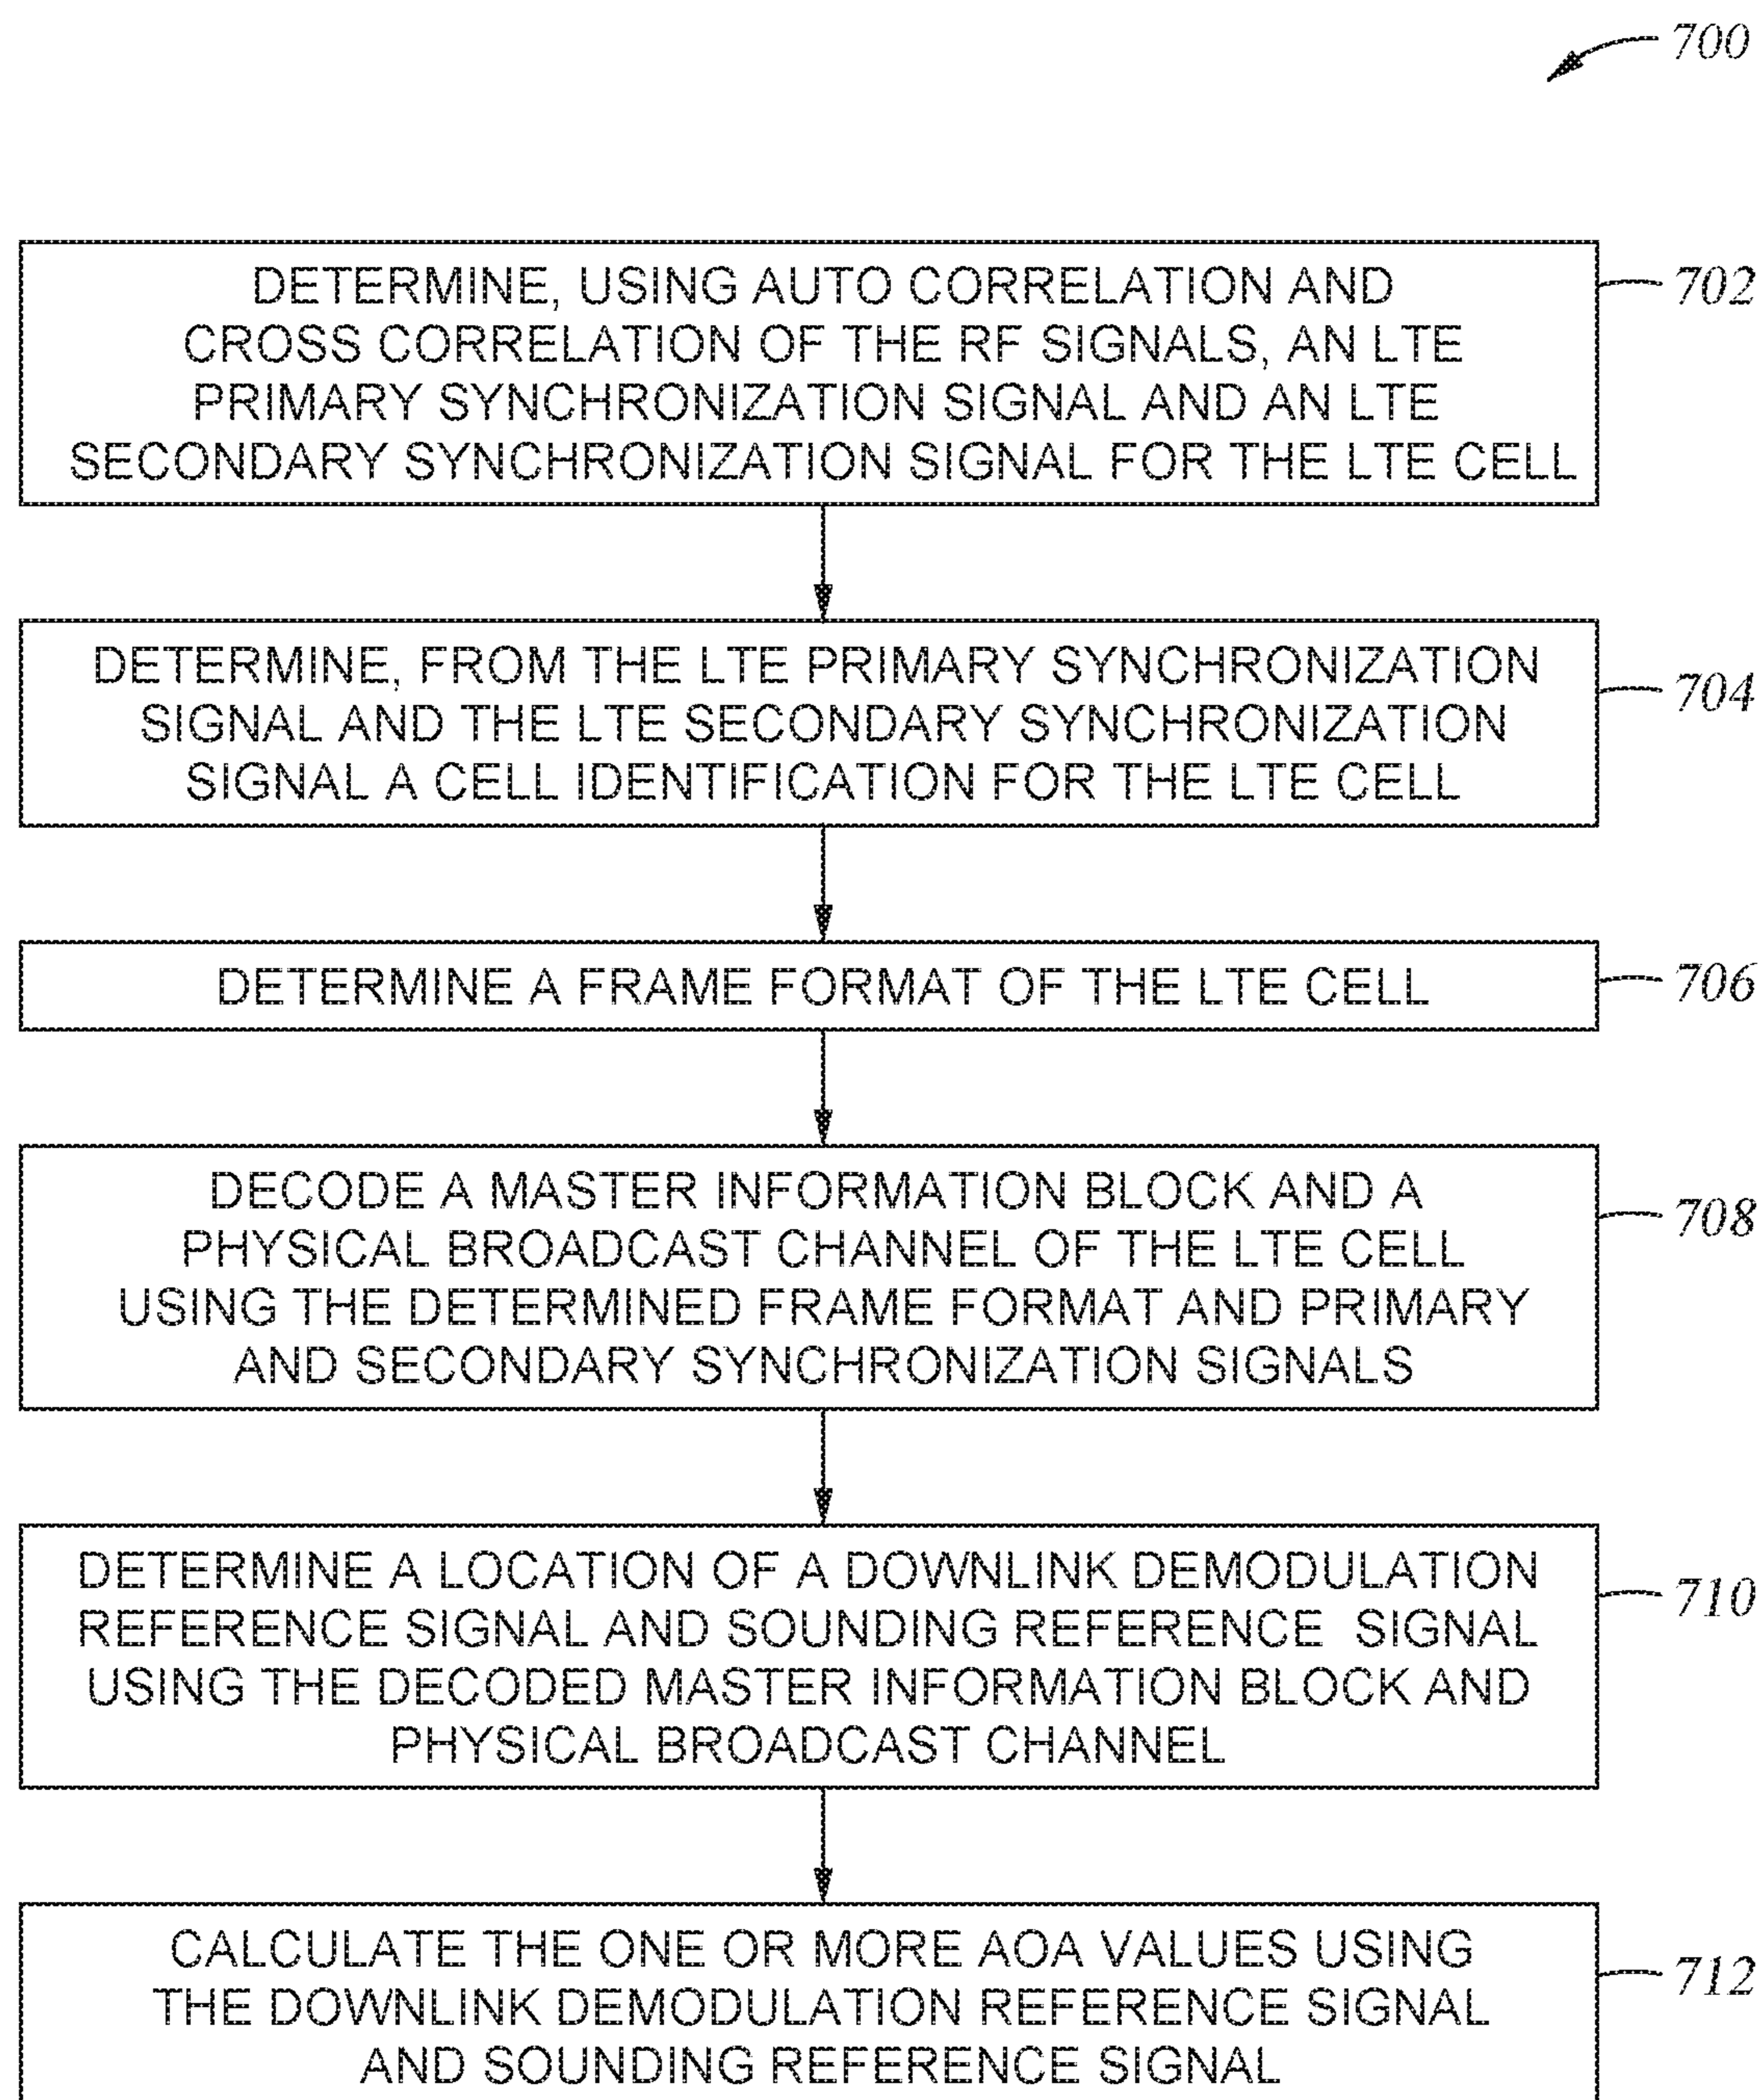 700
DETERMINE, USING AUTO CORRELATION AND
CROSS CORRELATION OF THE RF SIGNALS, AN LTE
PRIMARY SYNCHRONIZATION SIGNAL AND AN LTE
SECONDARY SYNCHRONIZATION SIGNAL FOR THE LTE CELL
702
DETERMINE, FROM THE LTE PRIMARY SYNCHRONIZATION
SIGNAL AND THE LTE SECONDARY SYNCHRONIZATION
SIGNAL A CELL IDENTIFICATION FOR THE LTE CELL
704
DETERMINE A FRAME FORMAT OF THE LTE CELL
706
DECODE A MASTER INFORMATION BLOCK AND A
PHYSICAL BROADCAST CHANNEL OF THE LTE CELL
USING THE DETERMINED FRAME FORMAT AND PRIMARY
AND SECONDARY SYNCHRONIZATION SIGNALS
708
DETERMINE A LOCATION OF A DOWNLINK DEMODULATION
REFERENCE SIGNAL AND SOUNDING REFERENCE SIGNAL
USING THE DECODED MASTER INFORMATION BLOCK AND
PHYSICAL BROADCAST CHANNEL
710
CALCULATE THE ONE OR MORE AOA VALUES USING
THE DOWNLINK DEMODULATION REFERENCE SIGNAL
AND SOUNDING REFERENCE SIGNAL
712